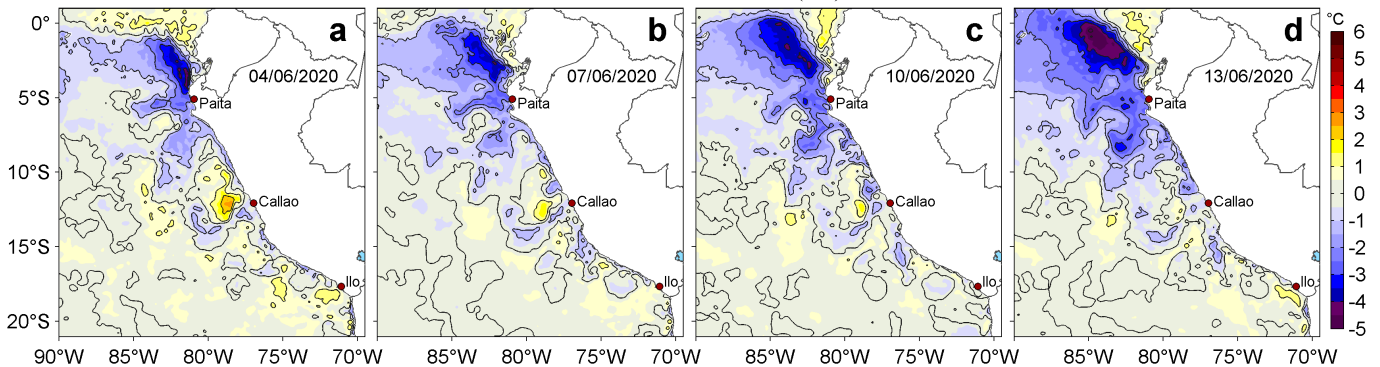 a b c d °C
04/06/2020 07/06/2020 10/06/2020 13/06/2020
0°
5°S
10°S
15°S
20°S
Paita Paita Paita Paita
Callao Callao Callao Callao
Ilo Ilo Ilo Ilo
90°W 85°W 80°W 75°W 70°W 85°W 80°W 75°W 70°W 85°W 80°W 75°W 70°W 85°W 80°W 75°W 70°W
6
5
4
3
2
1
0
-1
-2
-3
-4
-5